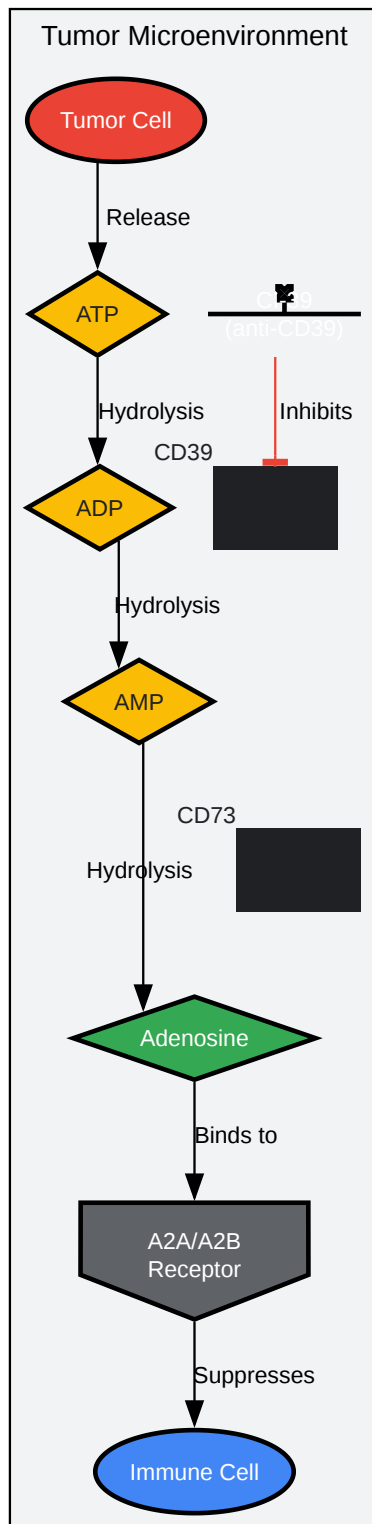 Tumor Microenvironment
Tumor Cell
Release
ATP
(anti-CD39)
Hydrolysis
Inhibits
CD39
ADP
Hydrolysis
AMP
CD73
Hydrolysis
Adenosine
Binds to
A2A/A2B
Receptor
Suppresses
Immune Cell